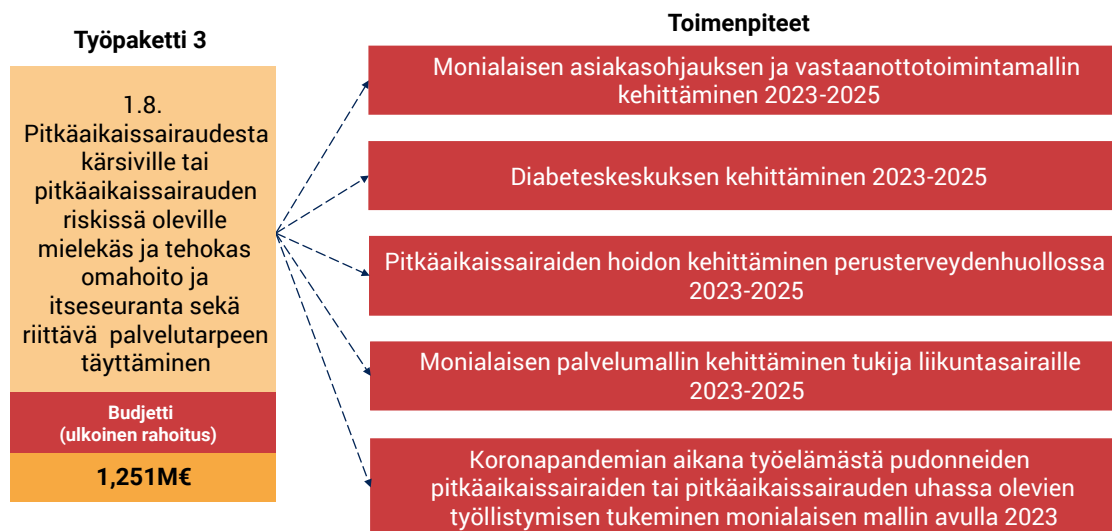 Työpaketti 3
1.8.
Pitkäaikaissairaudesta
kärsiville tai
pitkäaikaissairauden
riskissä oleville
mielekäs ja tehokas
omahoito ja
itseseuranta sekä
riittävä palvelutarpeen
täyttäminen
Budjetti
(ulkoinen rahoitus)
1,251M€
Toimenpiteet
Monialaisen asiakasohjauksen ja vastaanottotoimintamallin
kehittäminen 2023-2025
Diabeteskeskuksen kehittäminen 2023-2025
Pitkäaikaissairaiden hoidon kehittäminen perusterveydenhuollossa
2023-2025
Monialaisen palvelumallin kehittäminen tukija liikuntasairaille
2023-2025
Koronapandemian aikana työelämästä pudonneiden
pitkäaikaissairaiden tai pitkäaikaissairauden uhassa olevien
työllistymisen tukeminen monialaisen mallin avulla 2023